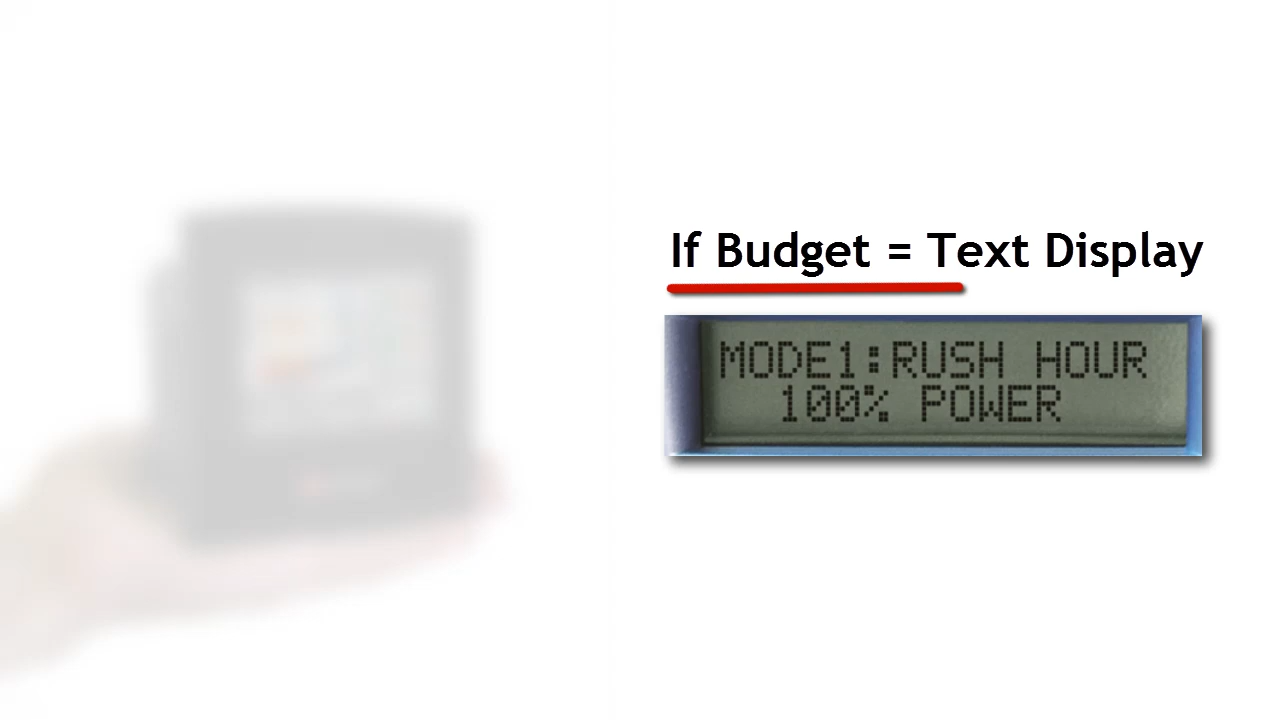 If Budget = Text Display
MODE1:RUSH HOUR
100% POWER